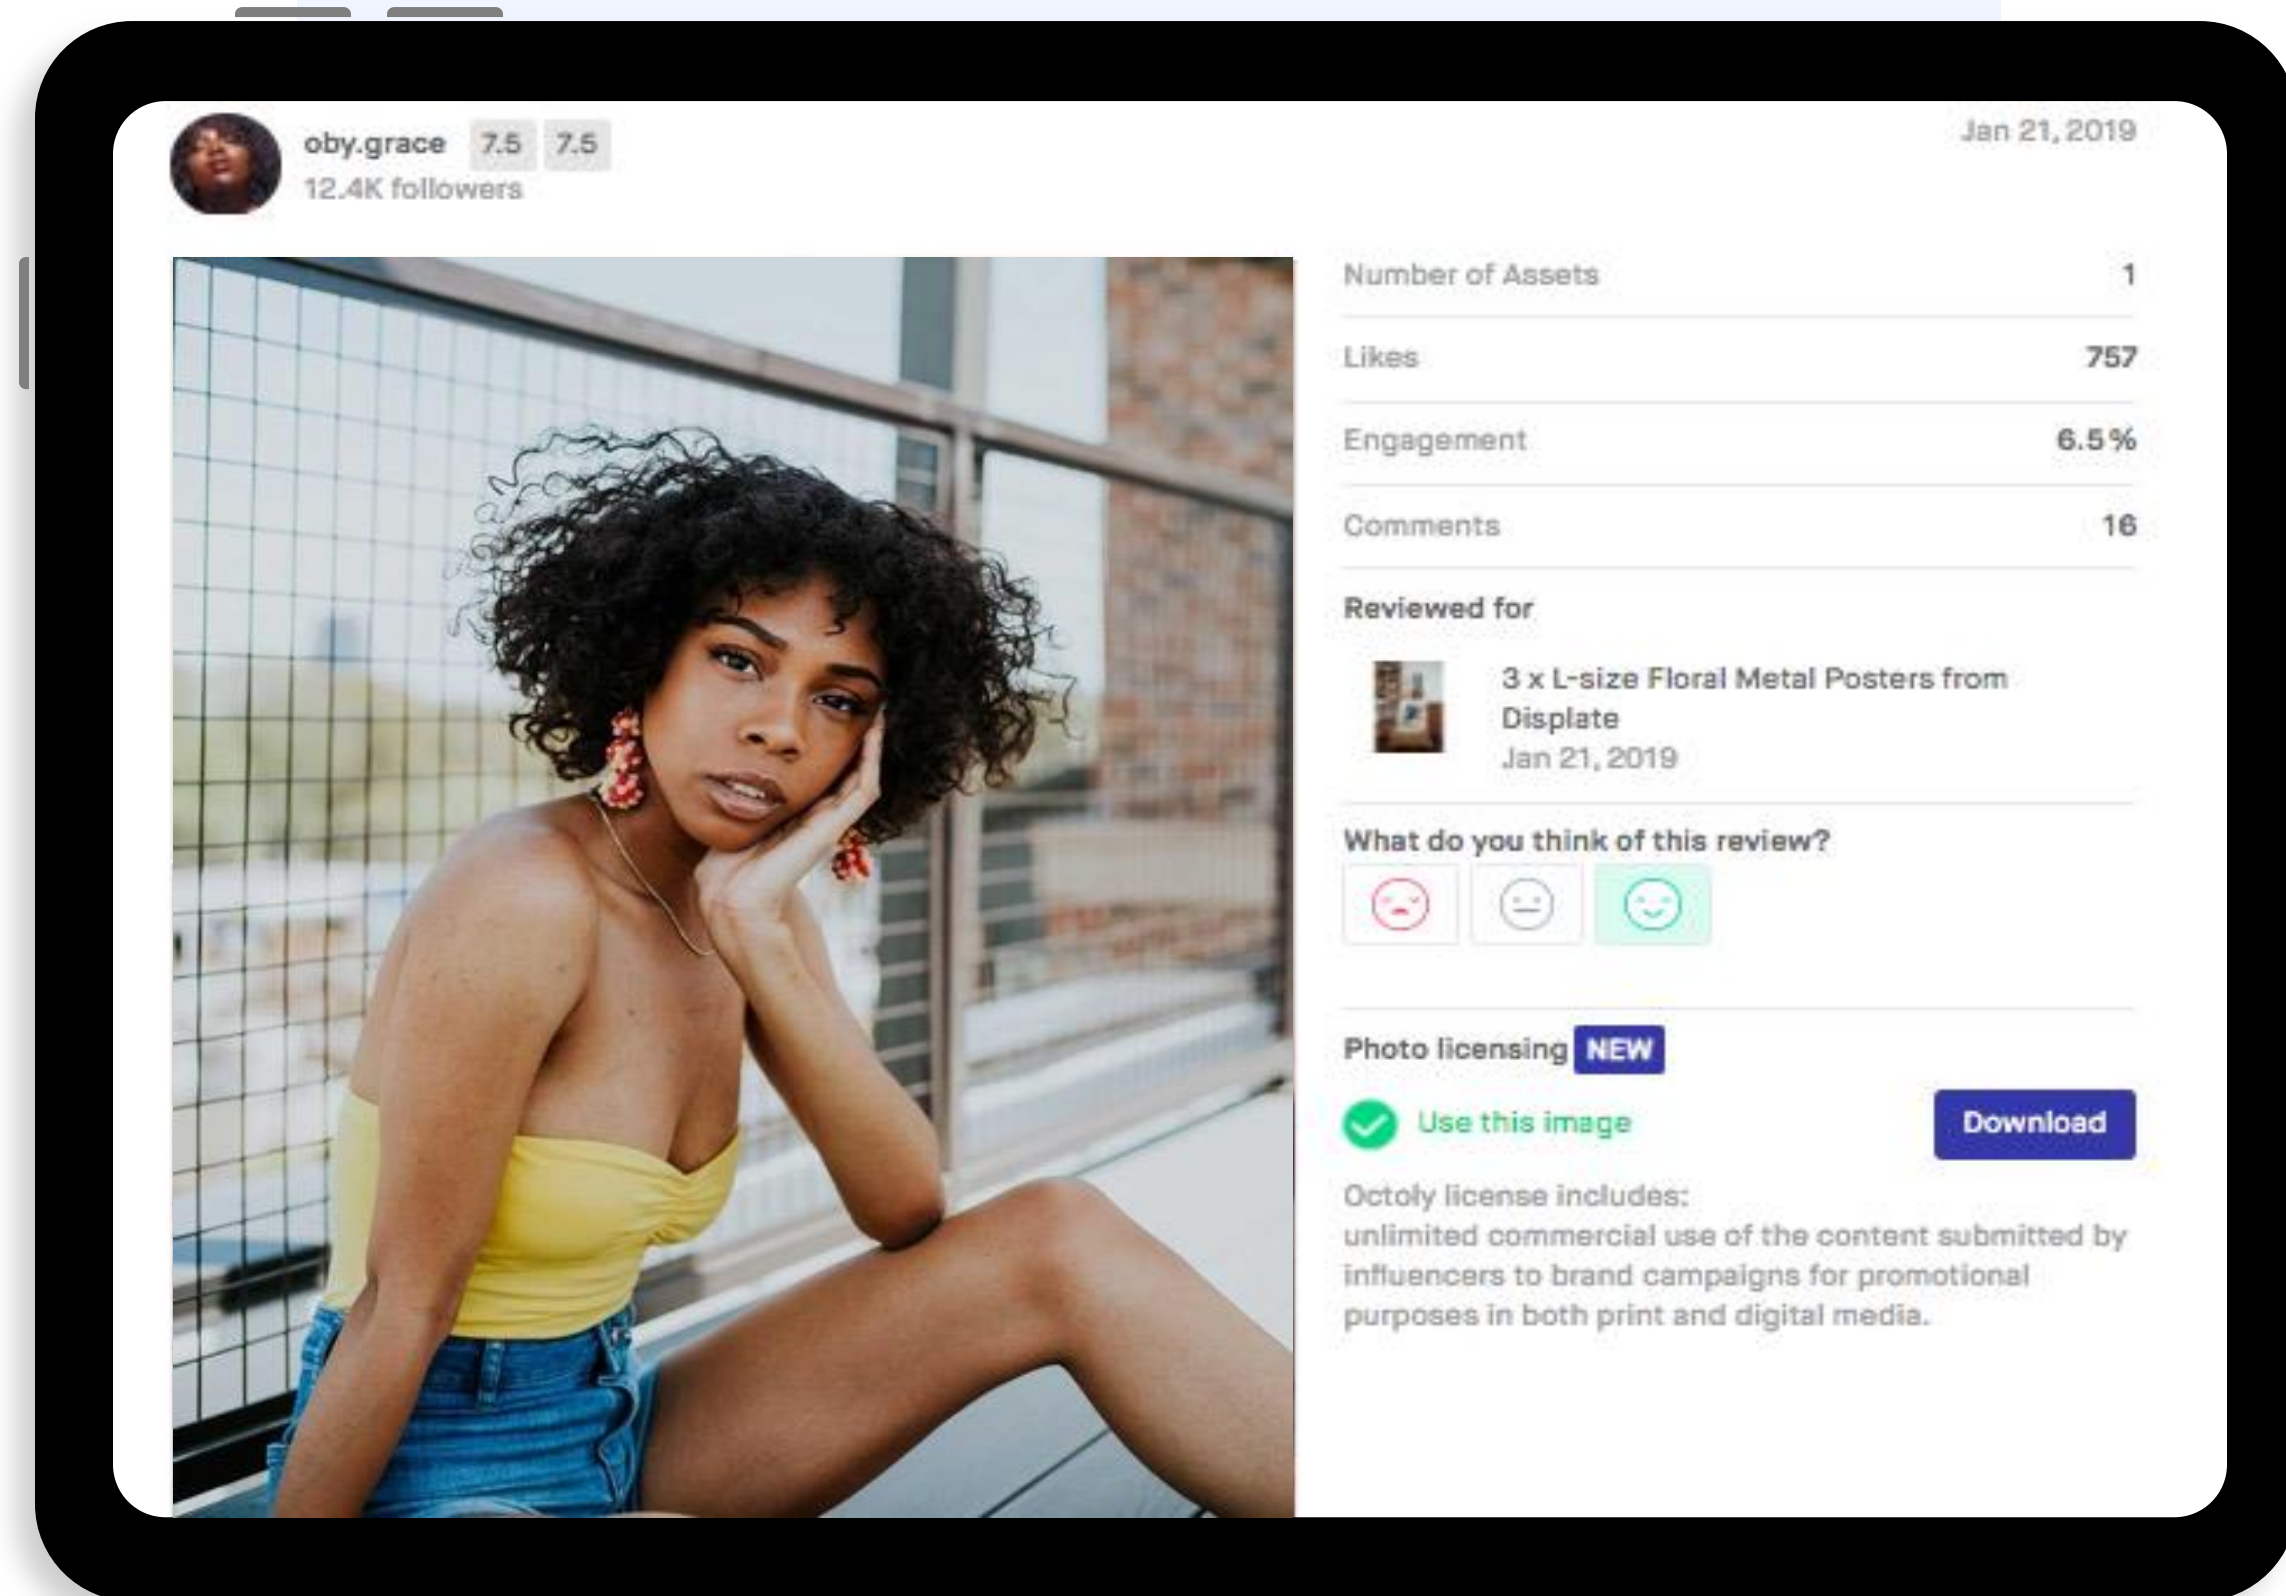 oby.grace 7.5 7.5
12.4K followers
Jan 21, 2019
Number of Assets 1
Likes 757
Engagement 6.5%
Comments 16
Reviewed for
3 x L-size Floral Metal Posters from
Displate
Jan 21, 2019
What do you think of this review?
Photo licensing NEW
Use this image
Download
Octoly license includes:
unlimited commercial use of the content submitted by
influencers to brand campaigns for promotional
purposes in both print and digital media.